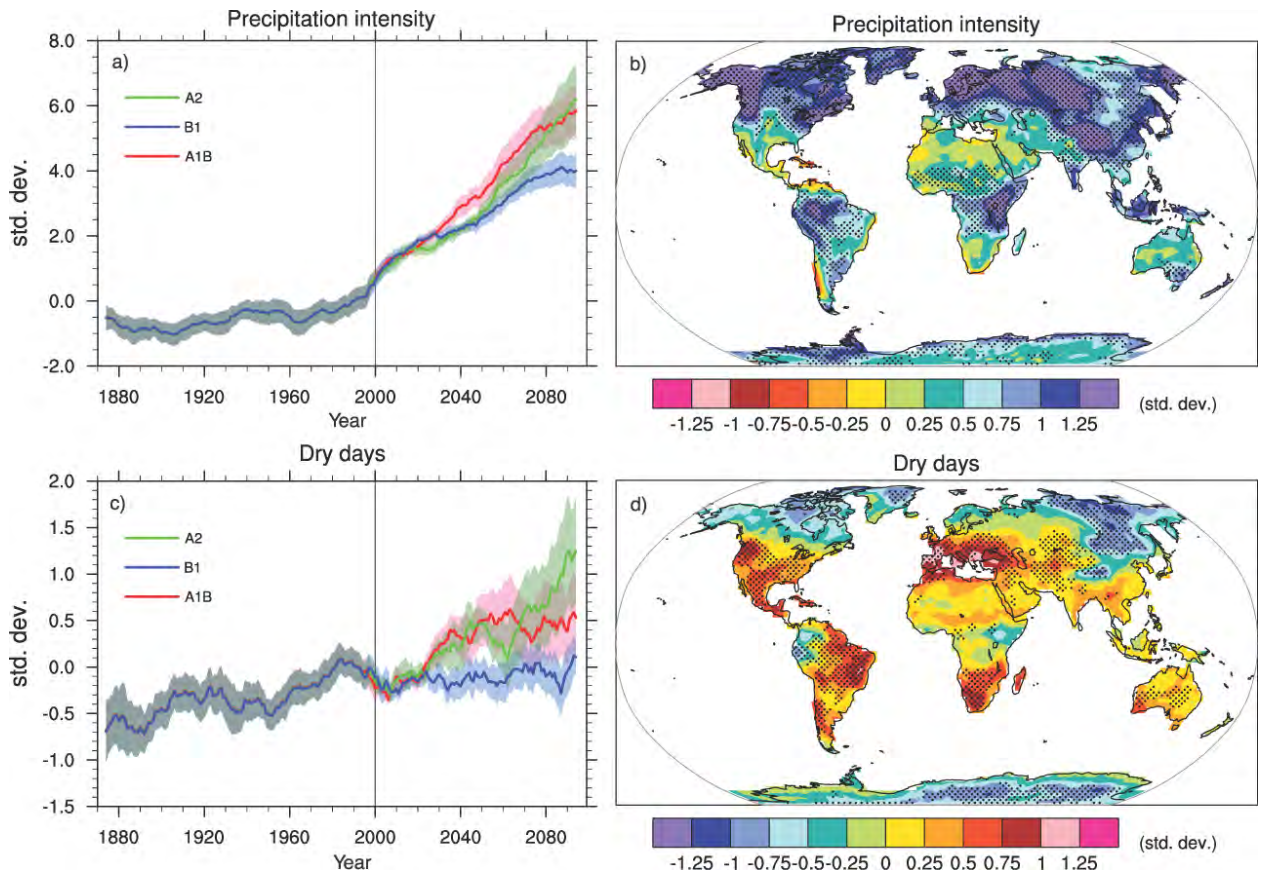 Precipitation intensity
a)
8.0
6.0
4.0
2.0
0.0
-2.0
std. dev.
A2
B1
A1B
1880 1920 1960 2000 2040 2080
Year
Precipitation intensity
b)
-1.25 -1 -0.75 -0.5 -0.25 0 0.25 0.5 0.75 1 1.25
(std. dev.)
Dry days
c)
2.0
1.5
1.0
0.5
0.0
-0.5
-1.0
-1.5
std. dev.
A2
B1
A1B
1880 1920 1960 2000 2040 2080
Year
Dry days
d)
-1.25 -1 -0.75 -0.5 -0.25 0 0.25 0.5 0.75 1 1.25
(std. dev.)